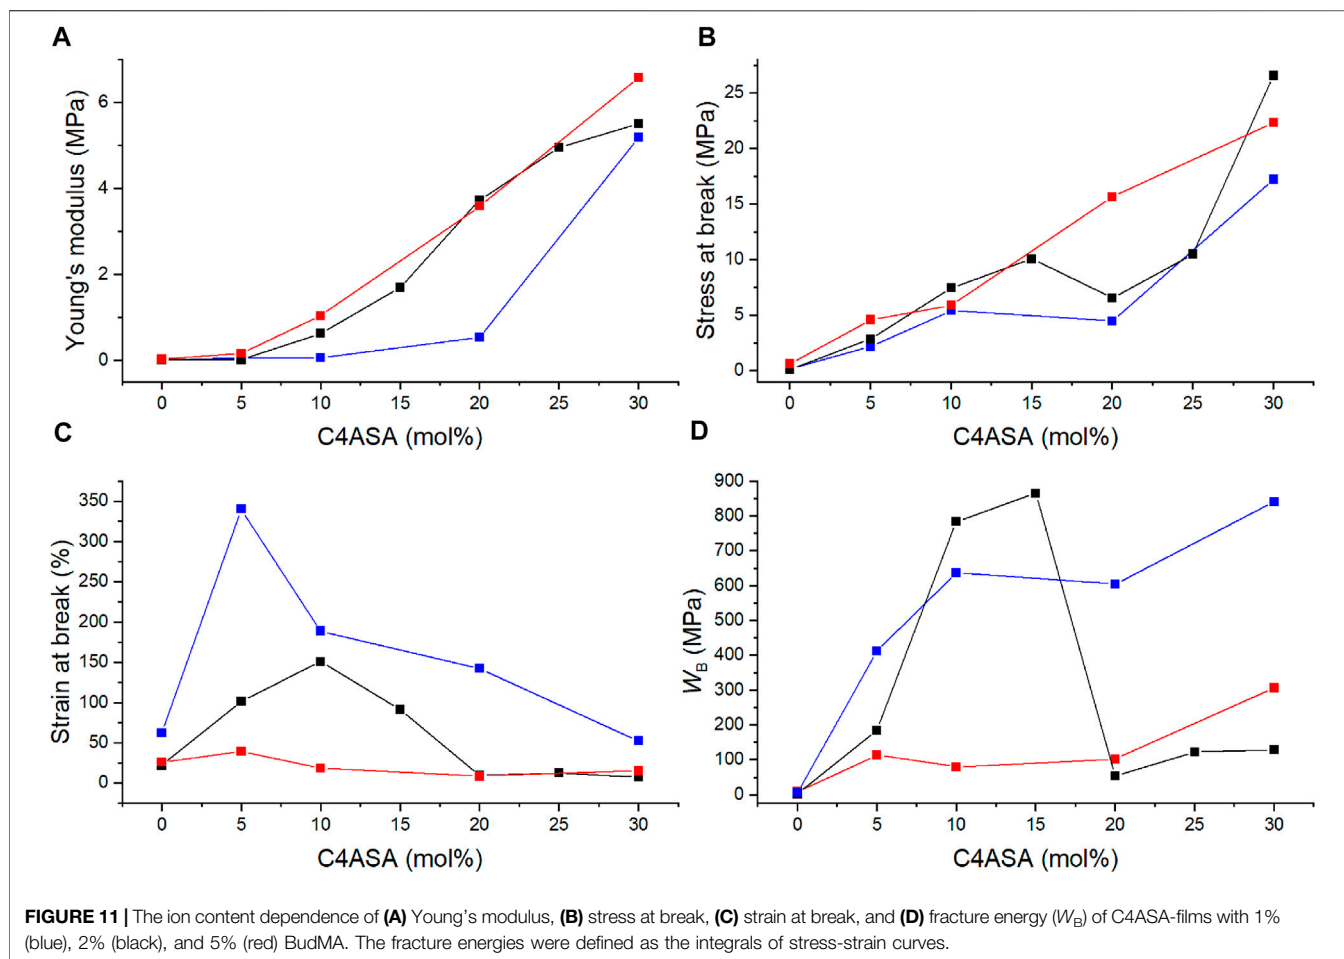 A
6
4
2
0
Young's modulus (MPa)
0 5 10 15 20 25 30
C4ASA (mol%)
B
25
20
15
10
5
0
Stress at break (MPa)
0 5 10 15 20 25 30
C4ASA (mol%)
C
350
300
250
200
150
100
50
0
Strain at break (%)
0 5 10 15 20 25 30
C4ASA (mol%)
D
900
800
700
600
500
400
300
200
100
0
W_B (MPa)
0 5 10 15 20 25 30
C4ASA (mol%)
FIGURE 11 | The ion content dependence of (A) Young's modulus, (B) stress at break, (C) strain at break, and (D) fracture energy (W_B) of C4ASA-films with 1%
(blue), 2% (black), and 5% (red) BudMA. The fracture energies were defined as the integrals of stress-strain curves.